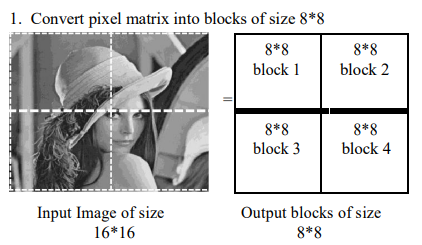 1. Convert pixel matrix into blocks of size 8*8
8*8
block 1
8*8
block 2
=
8*8
block 3
8*8
block 4
Input Image of size
16*16
Output blocks of size
8*8